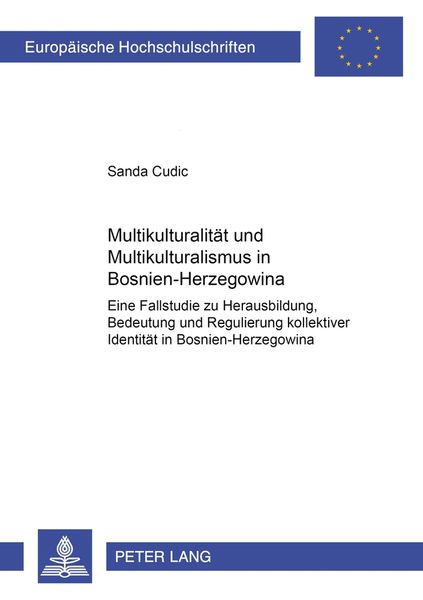 Europäische Hochschulschriften
Sanda Cudic
Multikulturalität und
Multikulturalismus in
Bosnien-Herzegowina
Eine Fallstudie zu Herausbildung,
Bedeutung und Regulierung kollektiver
Identität in Bosnien-Herzegowina
PETER LANG